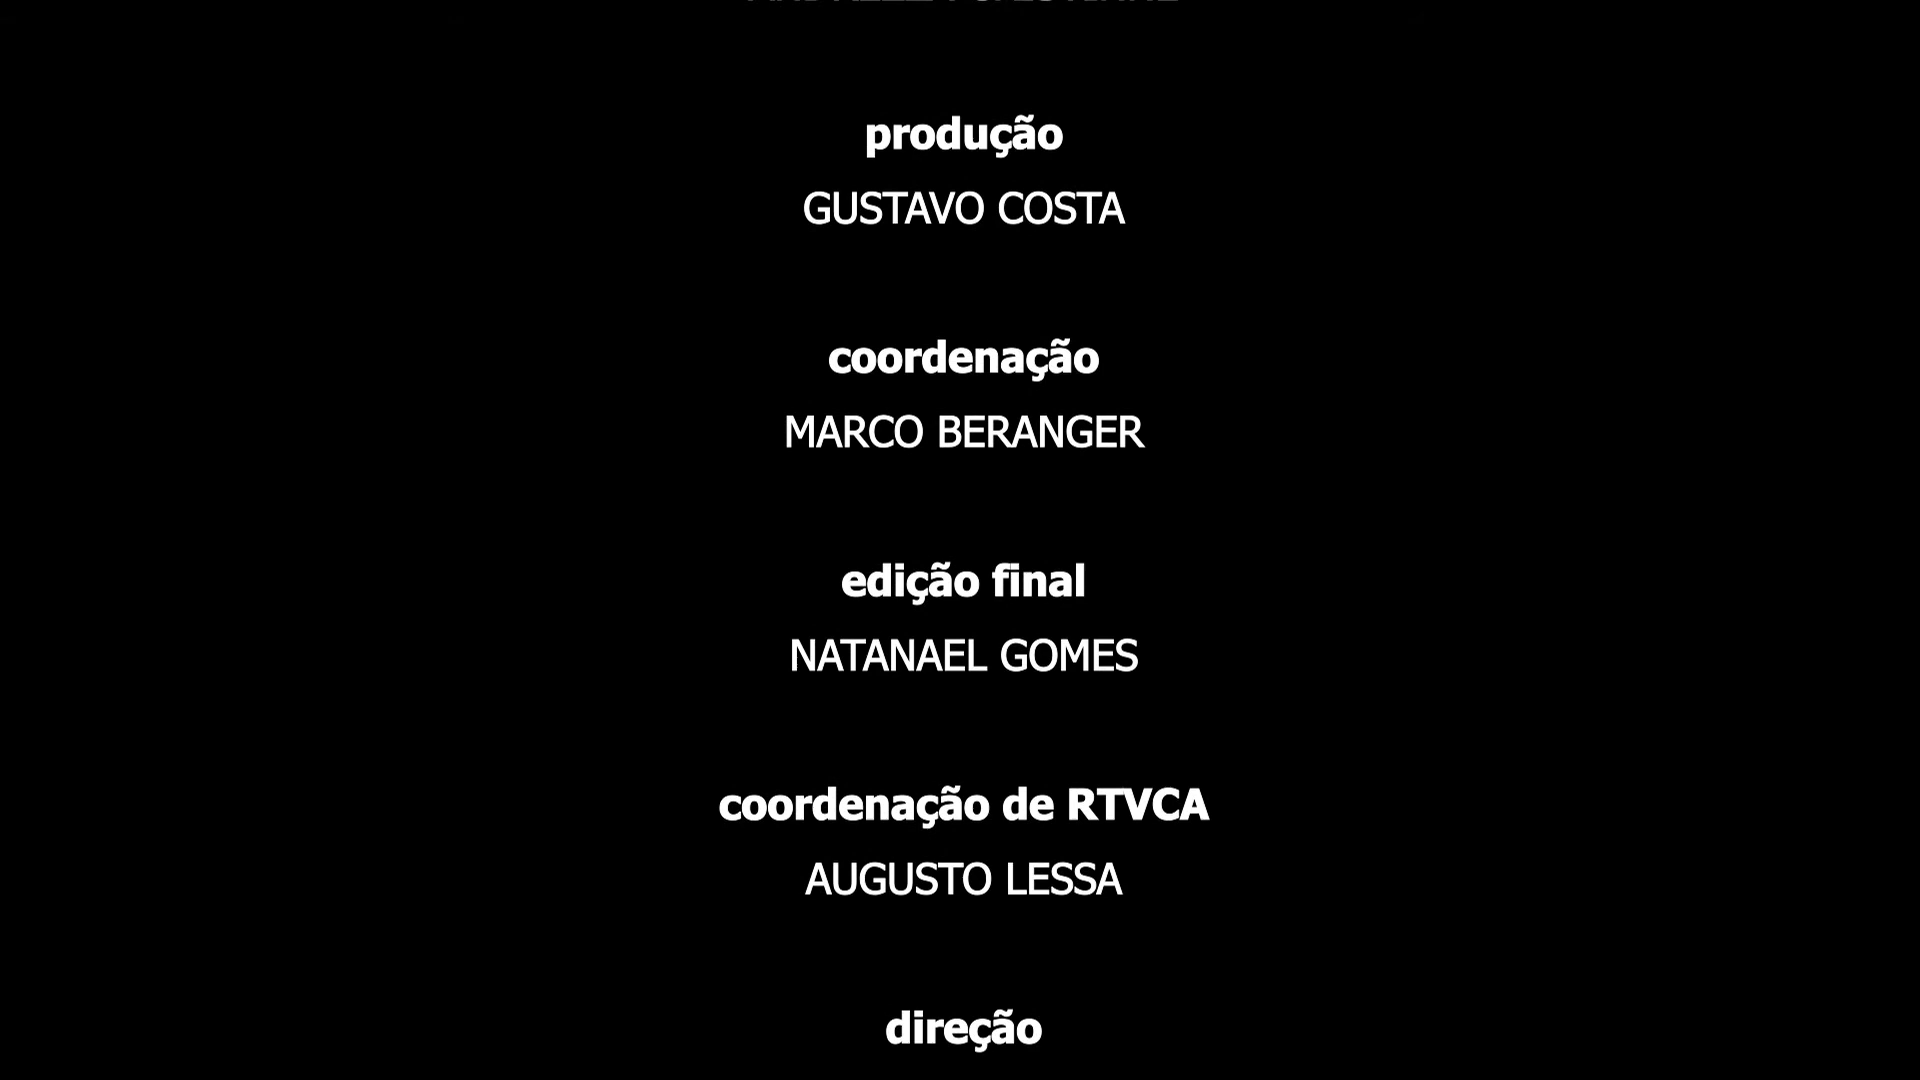 produção
GUSTAVO COSTA
coordenação
MARCO BERANGER
edição final
NATANAEL GOMES
coordenação de RTVCA
AUGUSTO LESSA
direção